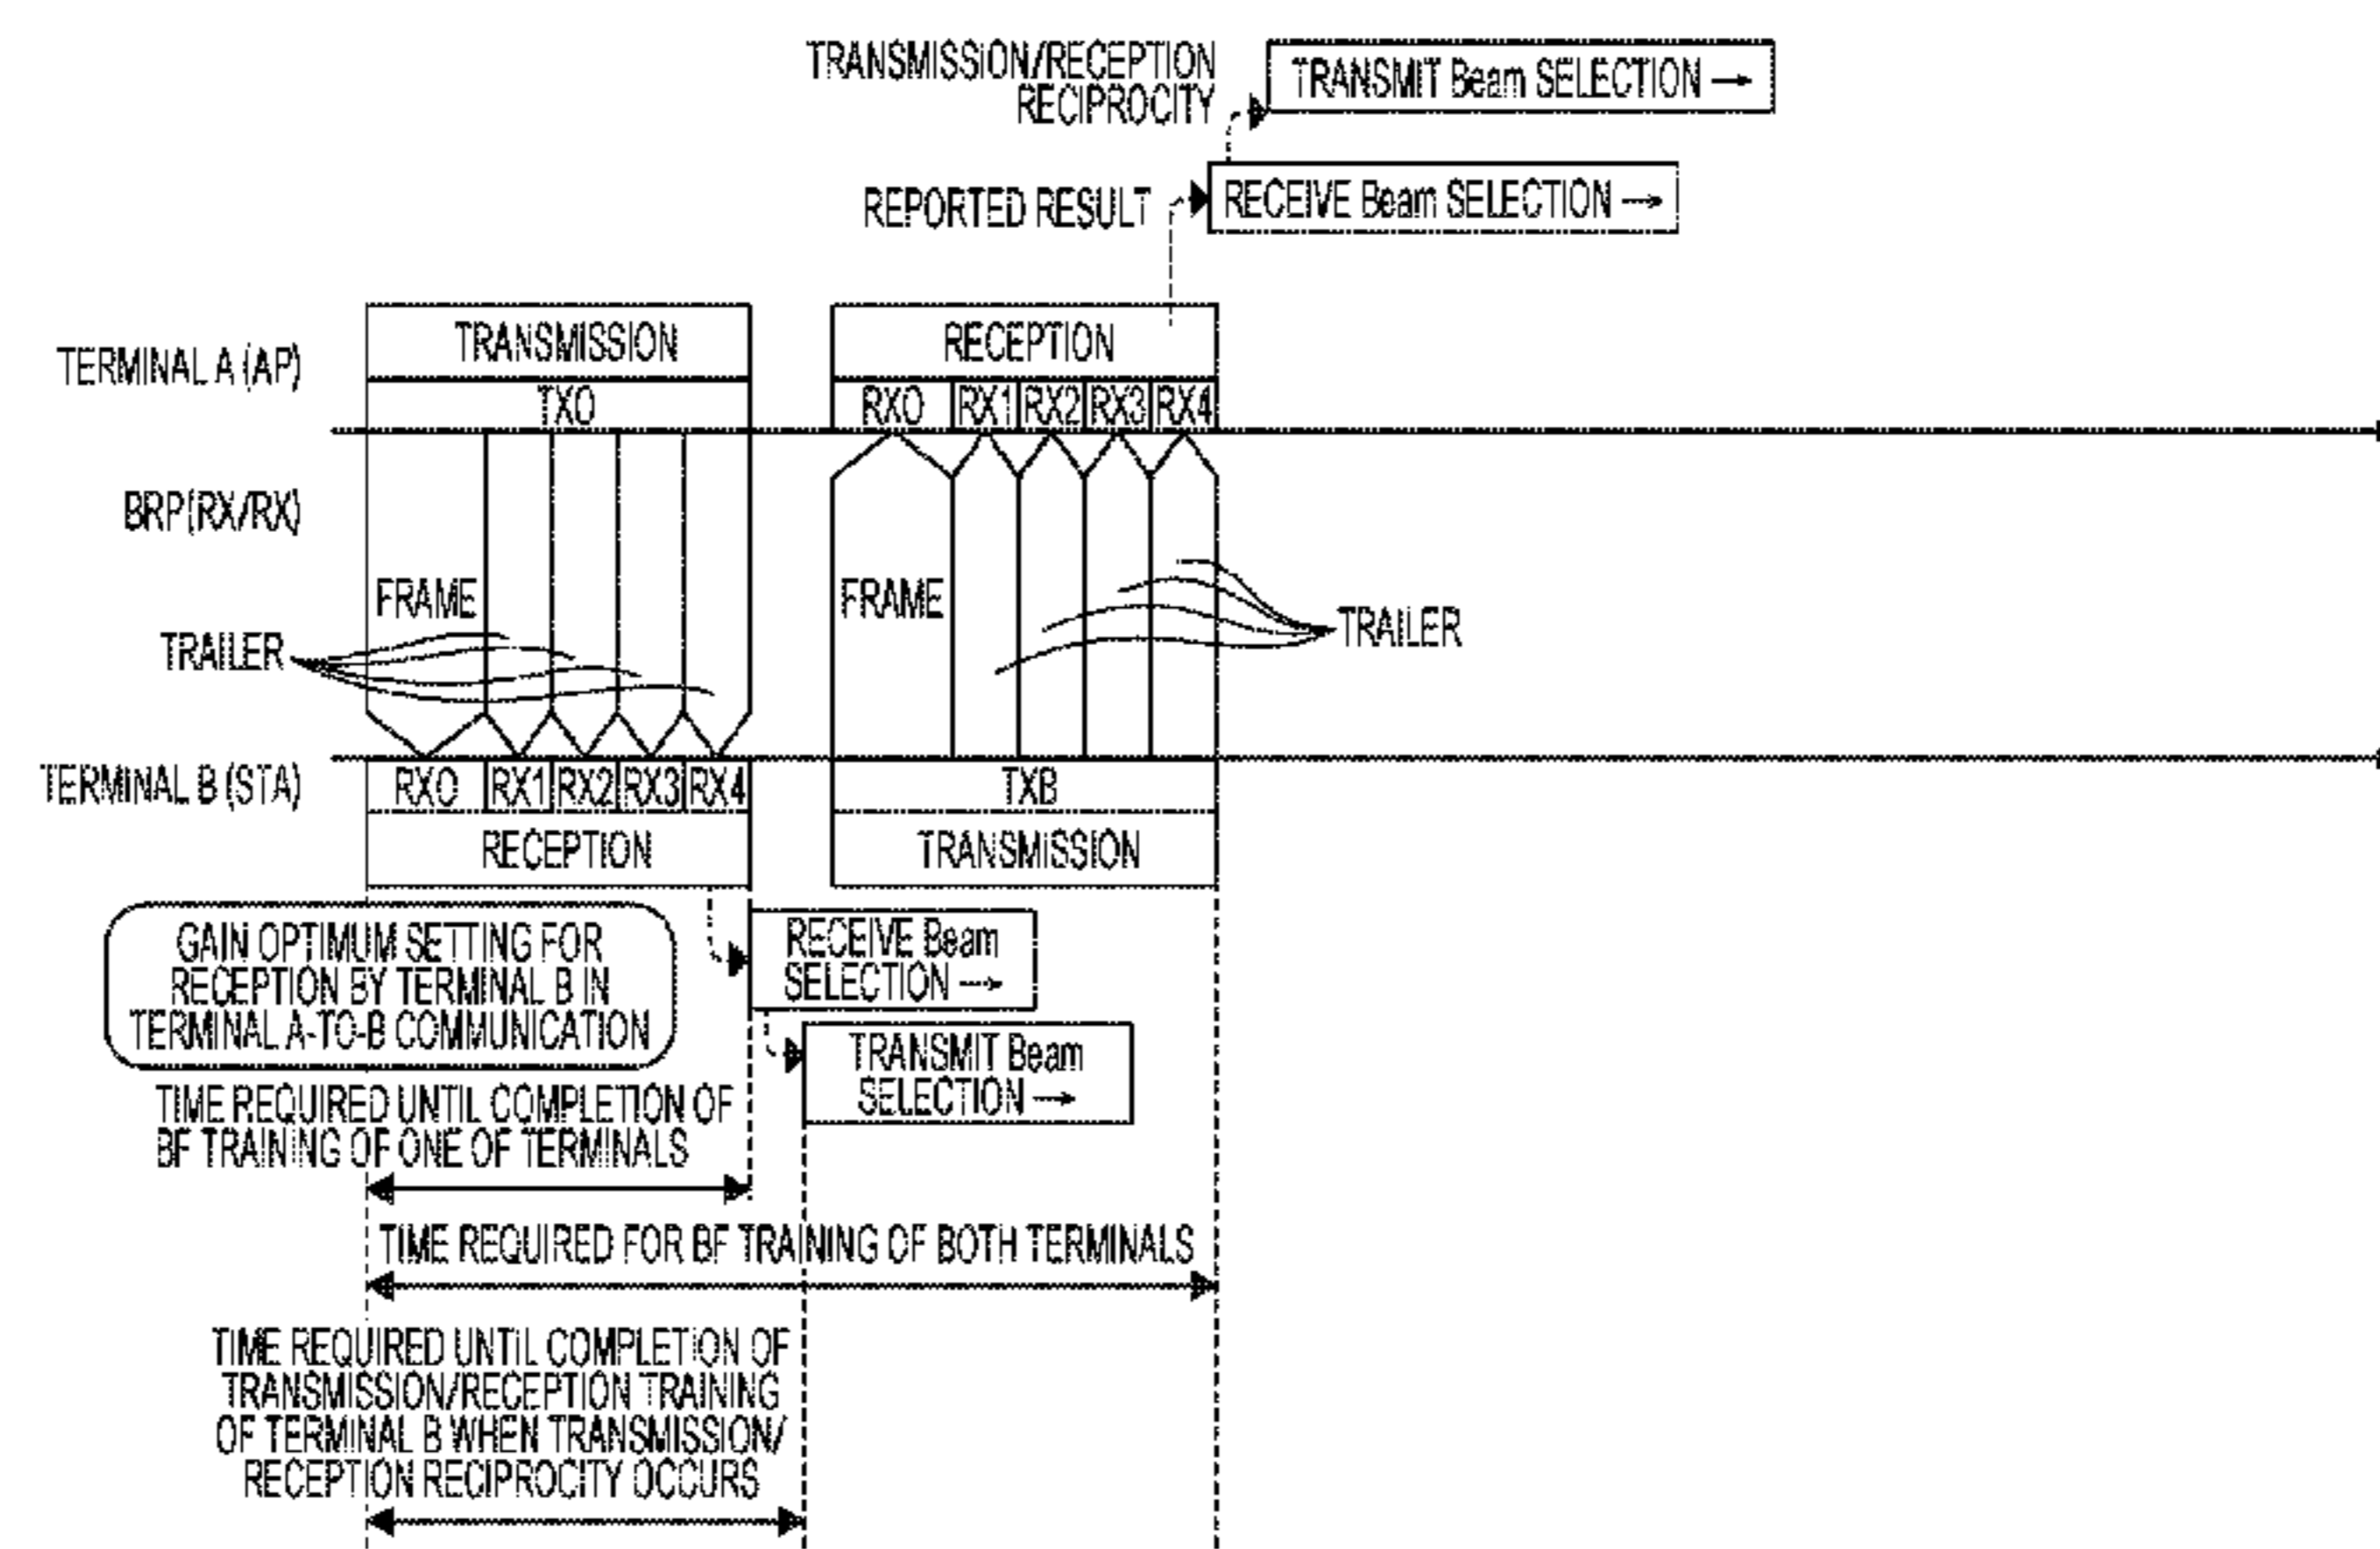 TRANSMISSION/RECEPTION
RECIPROCITY
TRANSMIT Beam SELECTION →
REPORTED RESULT
RECEIVE Beam SELECTION →
TERMINAL A (AP)
TRANSMISSION
RECEPTION
TX0
RX0 RX1 RX2 RX3 RX4
BRP(RX/RX)
FRAME
FRAME
TRAILER
TRAILER
TERMINAL B (STA)
RX0 RX1 RX2 RX3 RX4
TXB
RECEPTION
TRANSMISSION
GAIN OPTIMUM SETTING FOR
RECEPTION BY TERMINAL B IN
TERMINAL A-TO-B COMMUNICATION
RECEIVE Beam
SELECTION →
TRANSMIT Beam
SELECTION →
TIME REQUIRED UNTIL COMPLETION OF
BF TRAINING OF ONE OF TERMINALS
TIME REQUIRED FOR BF TRAINING OF BOTH TERMINALS
TIME REQUIRED UNTIL COMPLETION OF
TRANSMISSION/RECEPTION TRAINING
OF TERMINAL B WHEN TRANSMISSION/
RECEPTION RECIPROCITY OCCURS